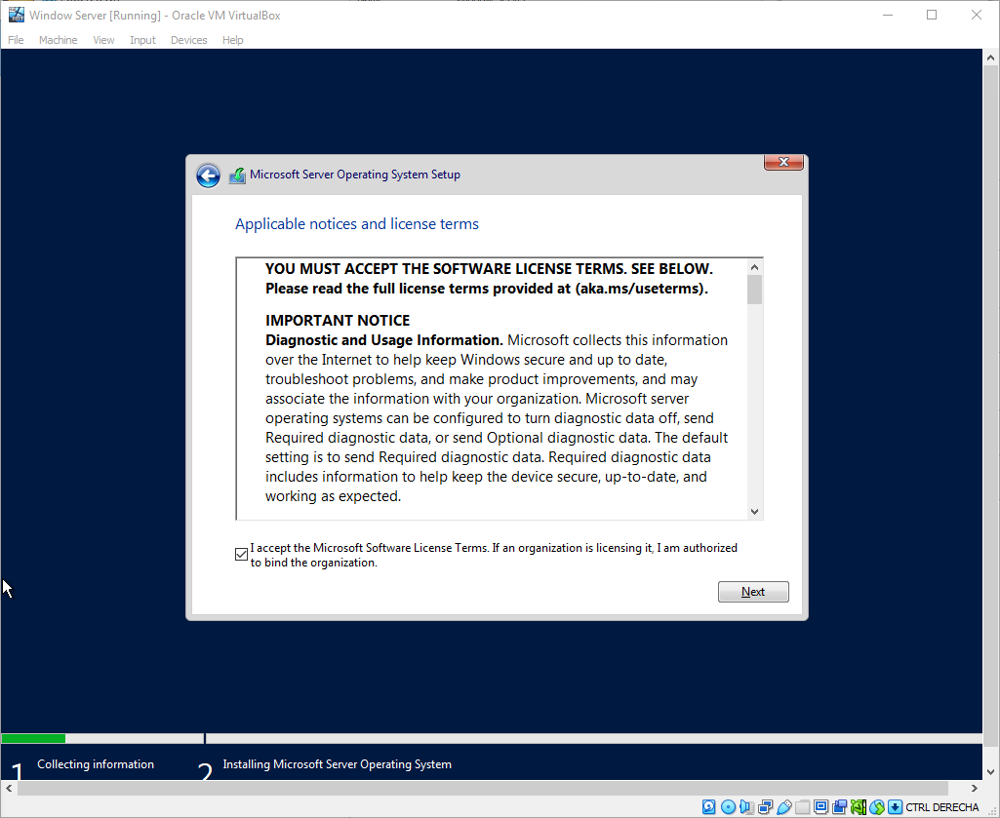 Window Server [Running] - Oracle VM VirtualBox
File Machine View Input Devices Help
Microsoft Server Operating System Setup
Applicable notices and license terms
YOU MUST ACCEPT THE SOFTWARE LICENSE TERMS. SEE BELOW.
Please read the full license terms provided at (aka.ms/useterms).
IMPORTANT NOTICE
Diagnostic and Usage Information. Microsoft collects this information
over the Internet to help keep Windows secure and up to date,
troubleshoot problems, and make product improvements, and may
associate the information with your organization. Microsoft server
operating systems can be configured to turn diagnostic data off, send
Required diagnostic data, or send Optional diagnostic data. The default
setting is to send Required diagnostic data. Required diagnostic data
includes information to help keep the device secure, up-to-date, and
working as expected.
I accept the Microsoft Software License Terms. If an organization is licensing it, I am authorized
to bind the organization.
Next
1 Collecting information 2 Installing Microsoft Server Operating System
CTRL DERECHA